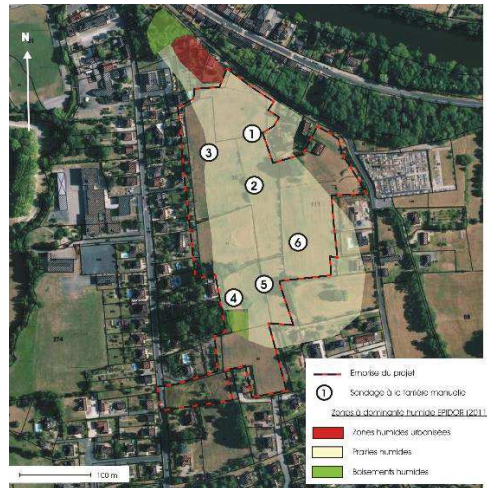 N
1
3
2
6
5
4
Emprise du projet
1 Sondage à la tarière manuelle
Zones à dominante humide EPIDOR (2011
Zones humides urbanisées
Prairies humides
Boisements humides
100 m